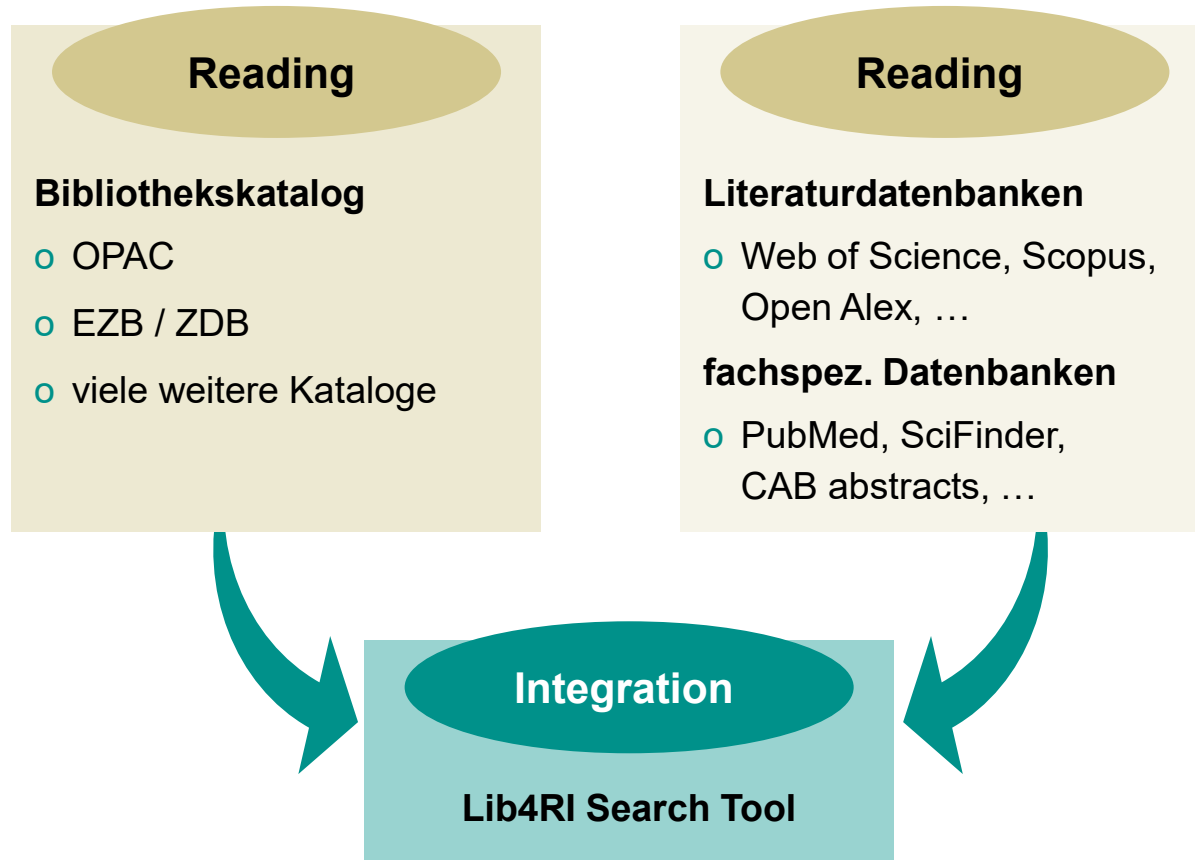 Reading
Bibliothekskatalog
o OPAC
o EZB / ZDB
o viele weitere Kataloge
Reading
Literaturdatenbanken
o Web of Science, Scopus,
Open Alex, …
fachspez. Datenbanken
o PubMed, SciFinder,
CAB abstracts, …
Integration
Lib4RI Search Tool